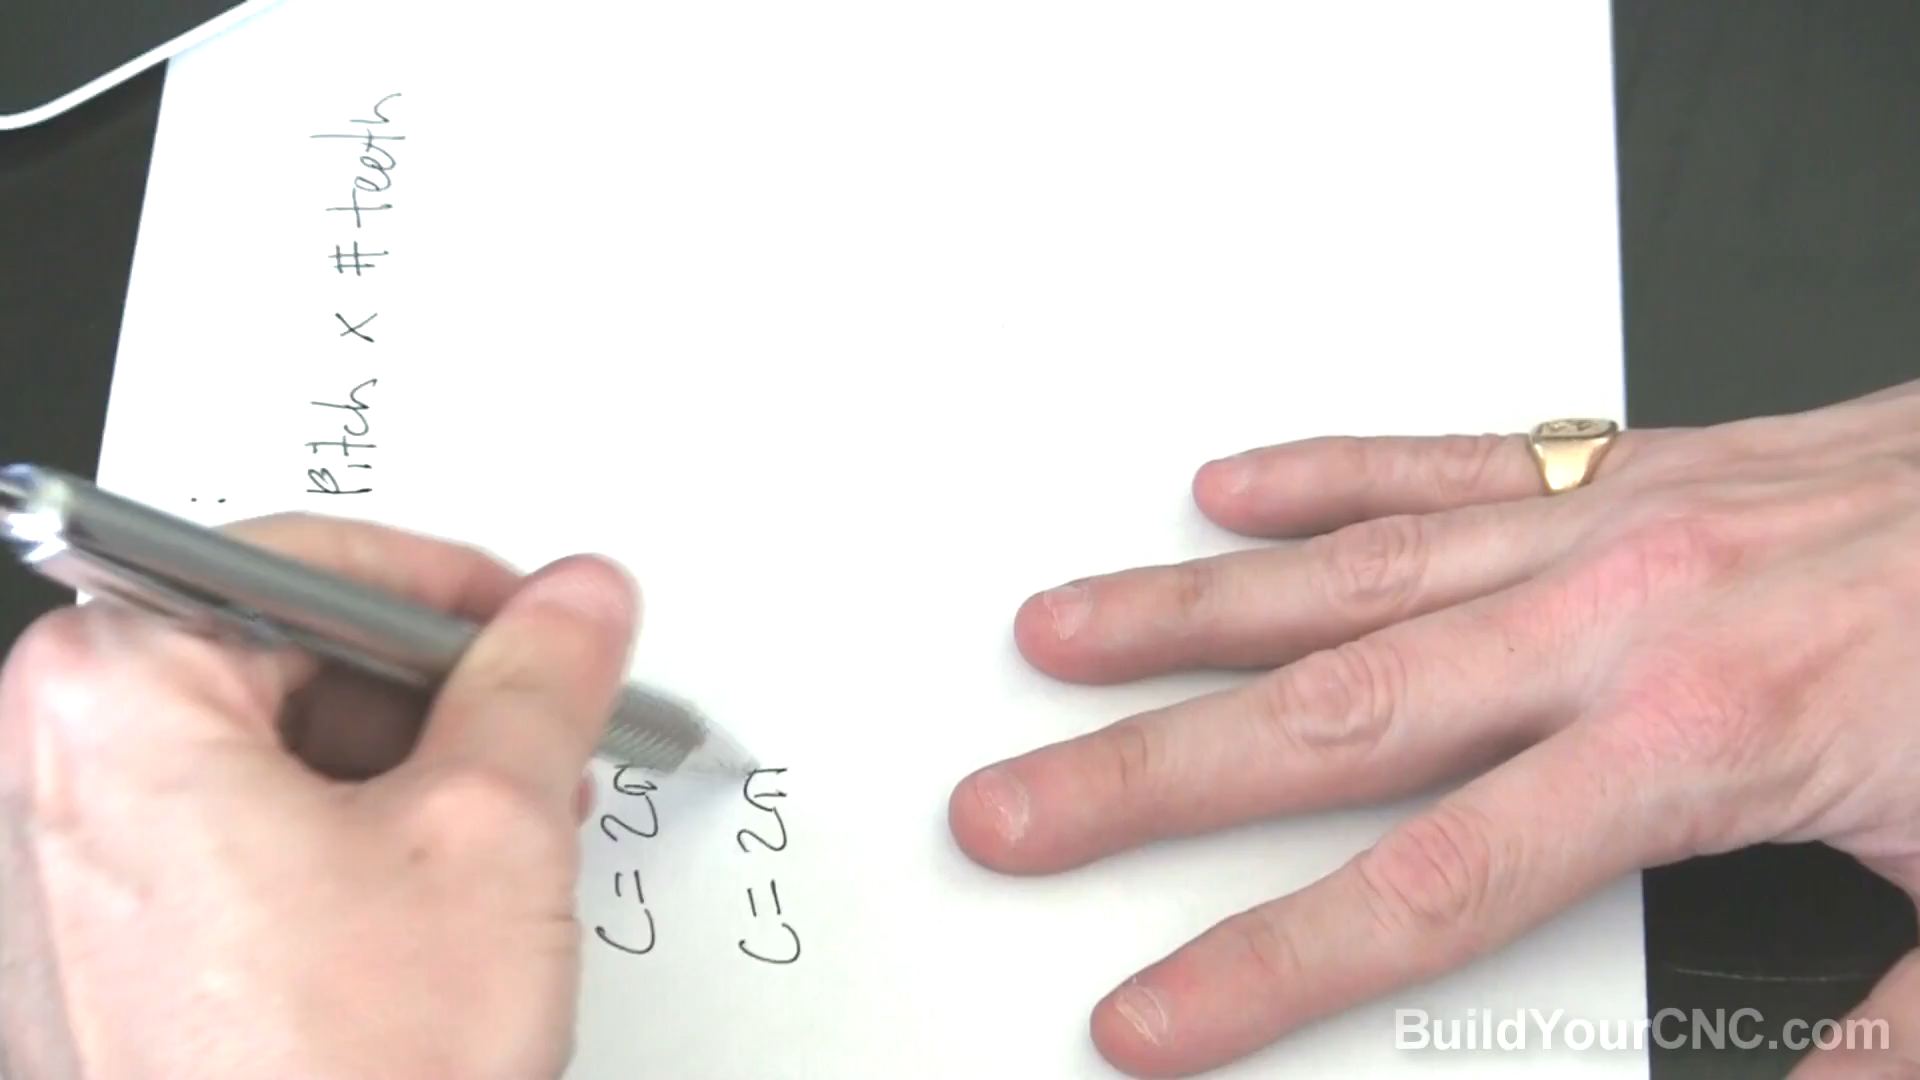 Pitch x # teeth
C = 2π
C = 2π
BuildYourCNC.com